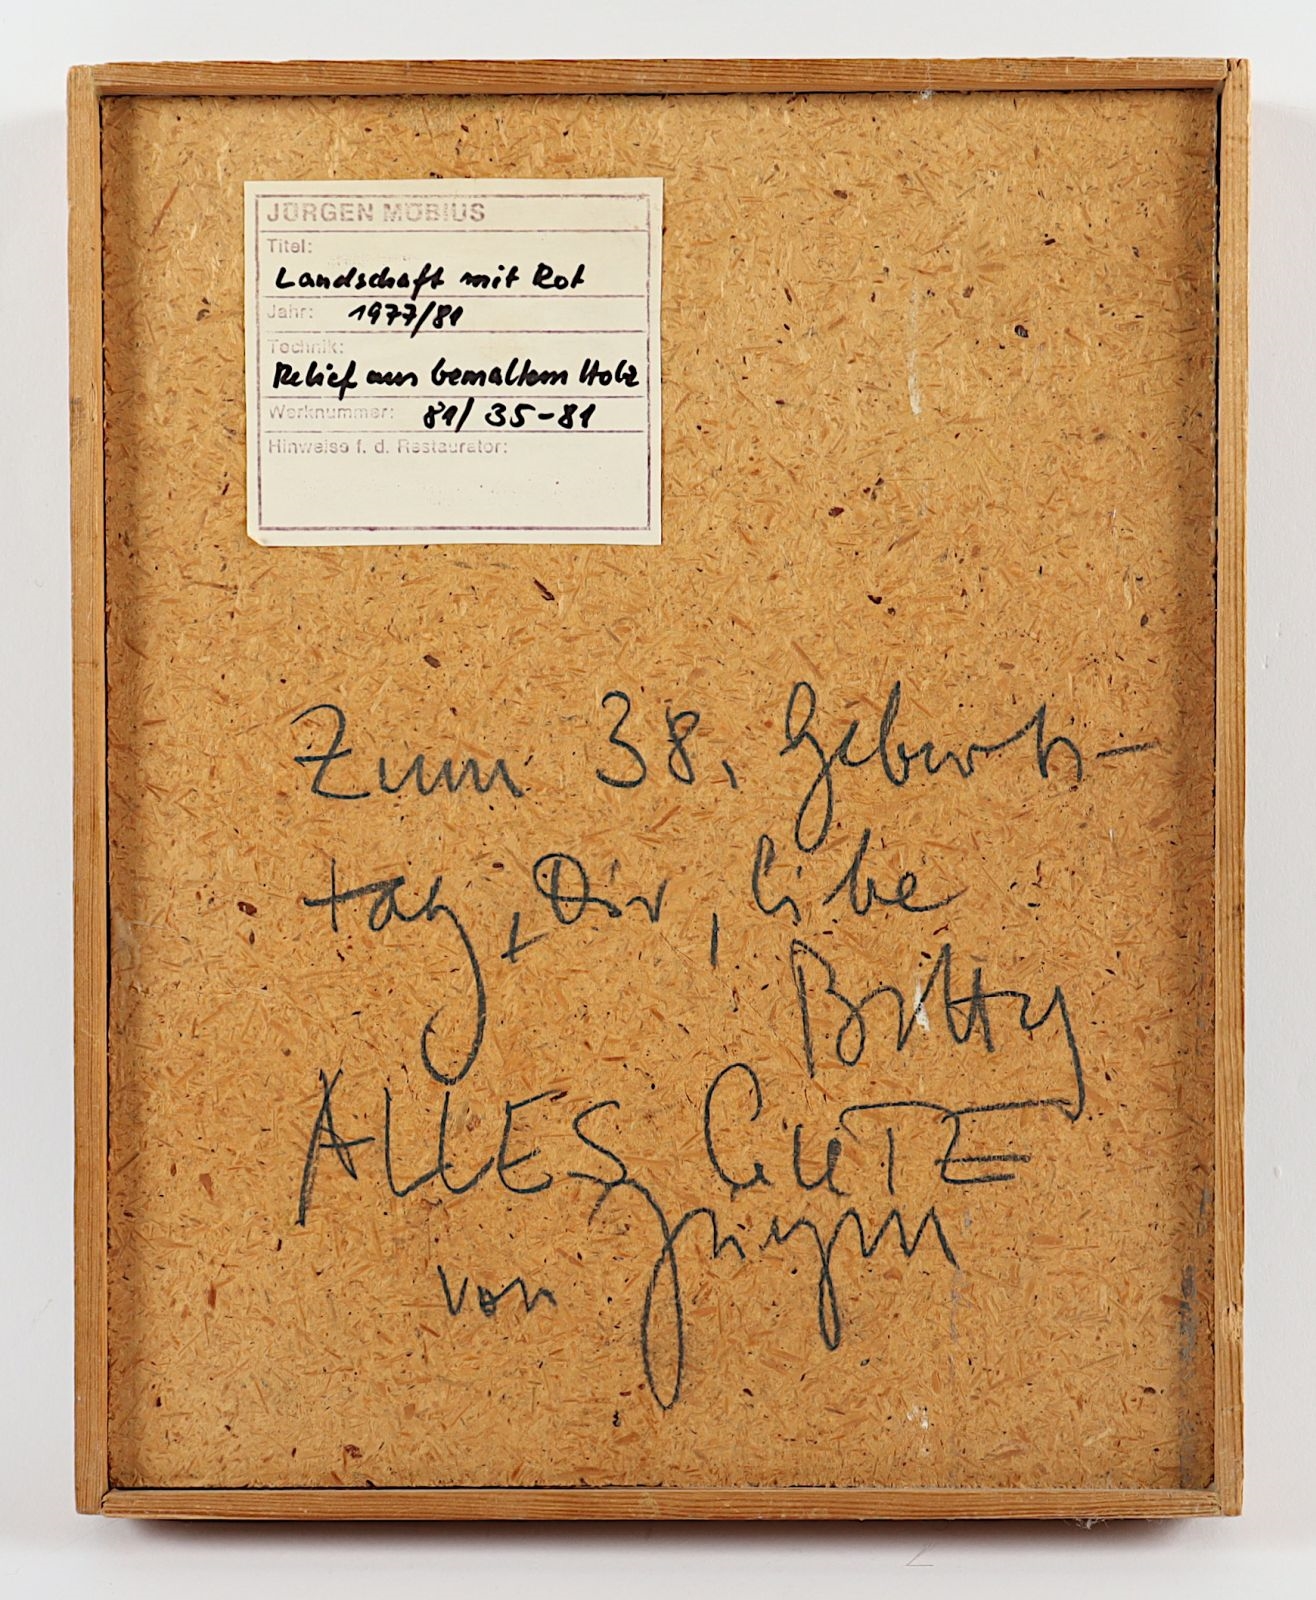 JÜRGEN MÖBIUS
Titel:
Landschaft mit Rot
Jahr: 1977/81
Technik:
Relief aus bemaltem Holz
Werknummer: 81/35-81
Hinweise f. d. Restaurator:
Zum 38. Geburts-
tag, Dir, liebe
Britty
ALLES GUTE
von Jürgen